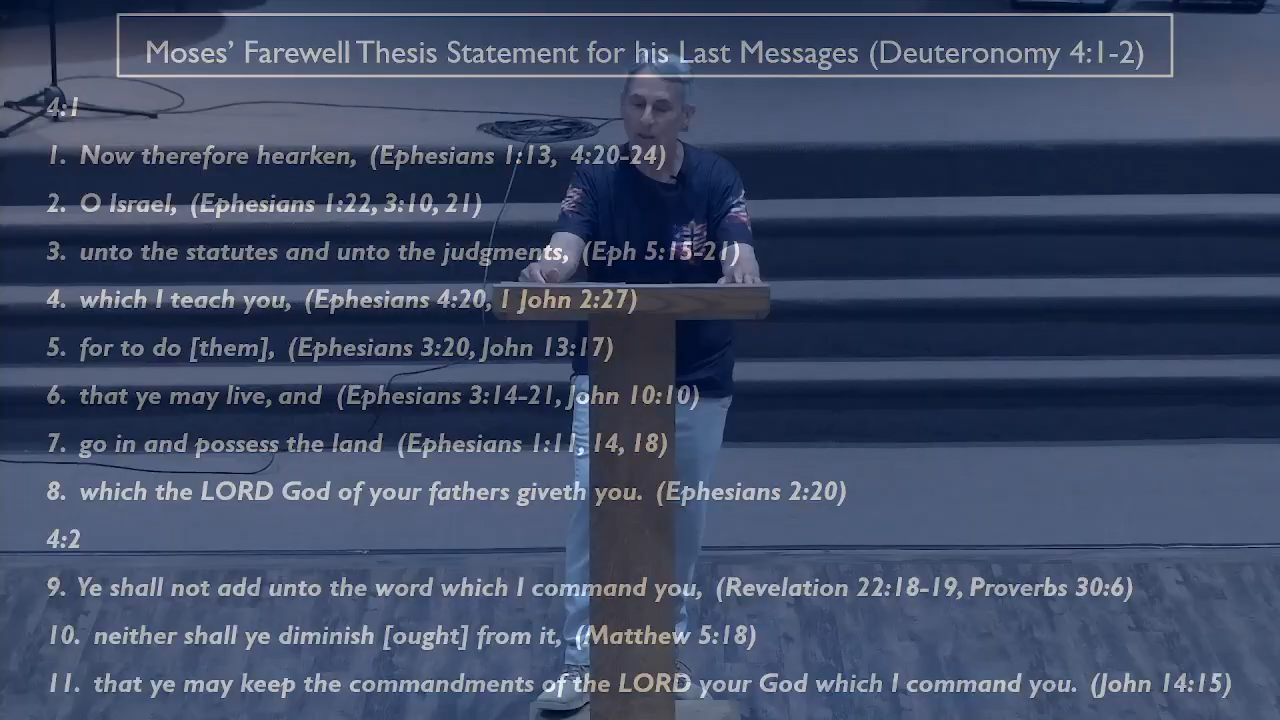 Moses’ Farewell Thesis Statement for his Last Messages (Deuteronomy 4:1-2)
4:1
1. Now therefore hearken, (Ephesians 1:13, 4:20-24)
2. O Israel, (Ephesians 1:22, 3:10, 21)
3. unto the statutes and unto the judgments, (Eph 5:15-21)
4. which I teach you, (Ephesians 4:20, 1 John 2:27)
5. for to do [them], (Ephesians 3:20, John 13:17)
6. that ye may live, and (Ephesians 3:14-21, John 10:10)
7. go in and possess the land (Ephesians 1:11, 14, 18)
8. which the LORD God of your fathers giveth you. (Ephesians 2:20)
4:2
9. Ye shall not add unto the word which I command you, (Revelation 22:18-19, Proverbs 30:6)
10. neither shall ye diminish [ought] from it, (Matthew 5:18)
11. that ye may keep the commandments of the LORD your God which I command you. (John 14:15)